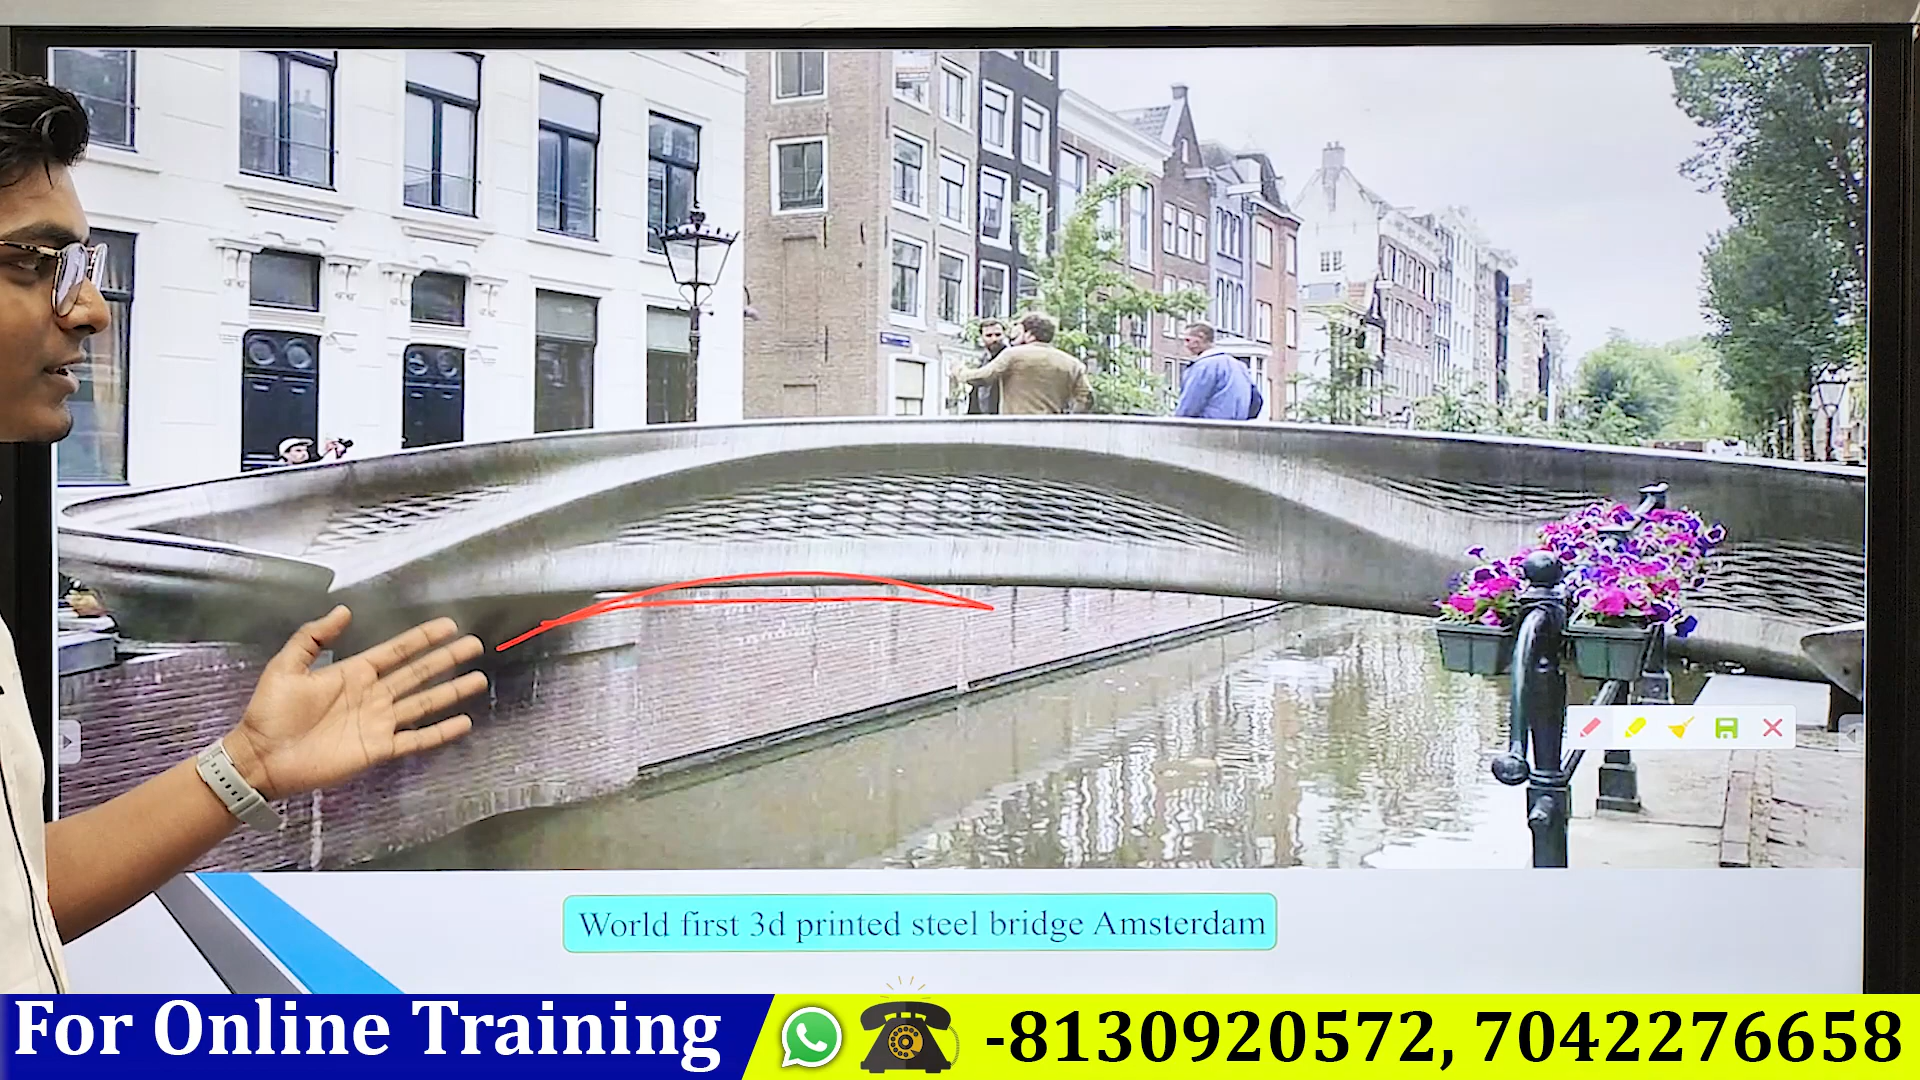 World first 3d printed steel bridge Amsterdam
For Online Training
-8130920572, 7042276658